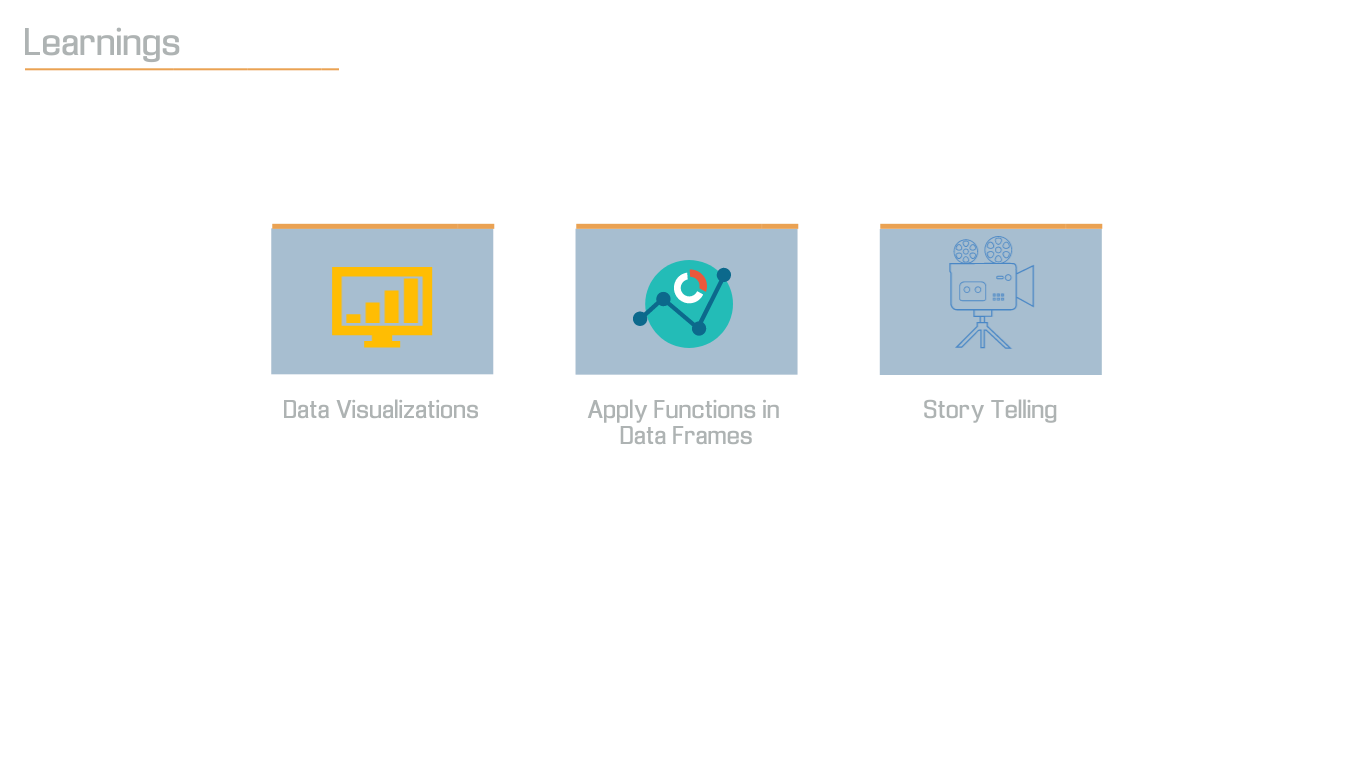 Learnings
Data Visualizations
Apply Functions in
Data Frames
Story Telling